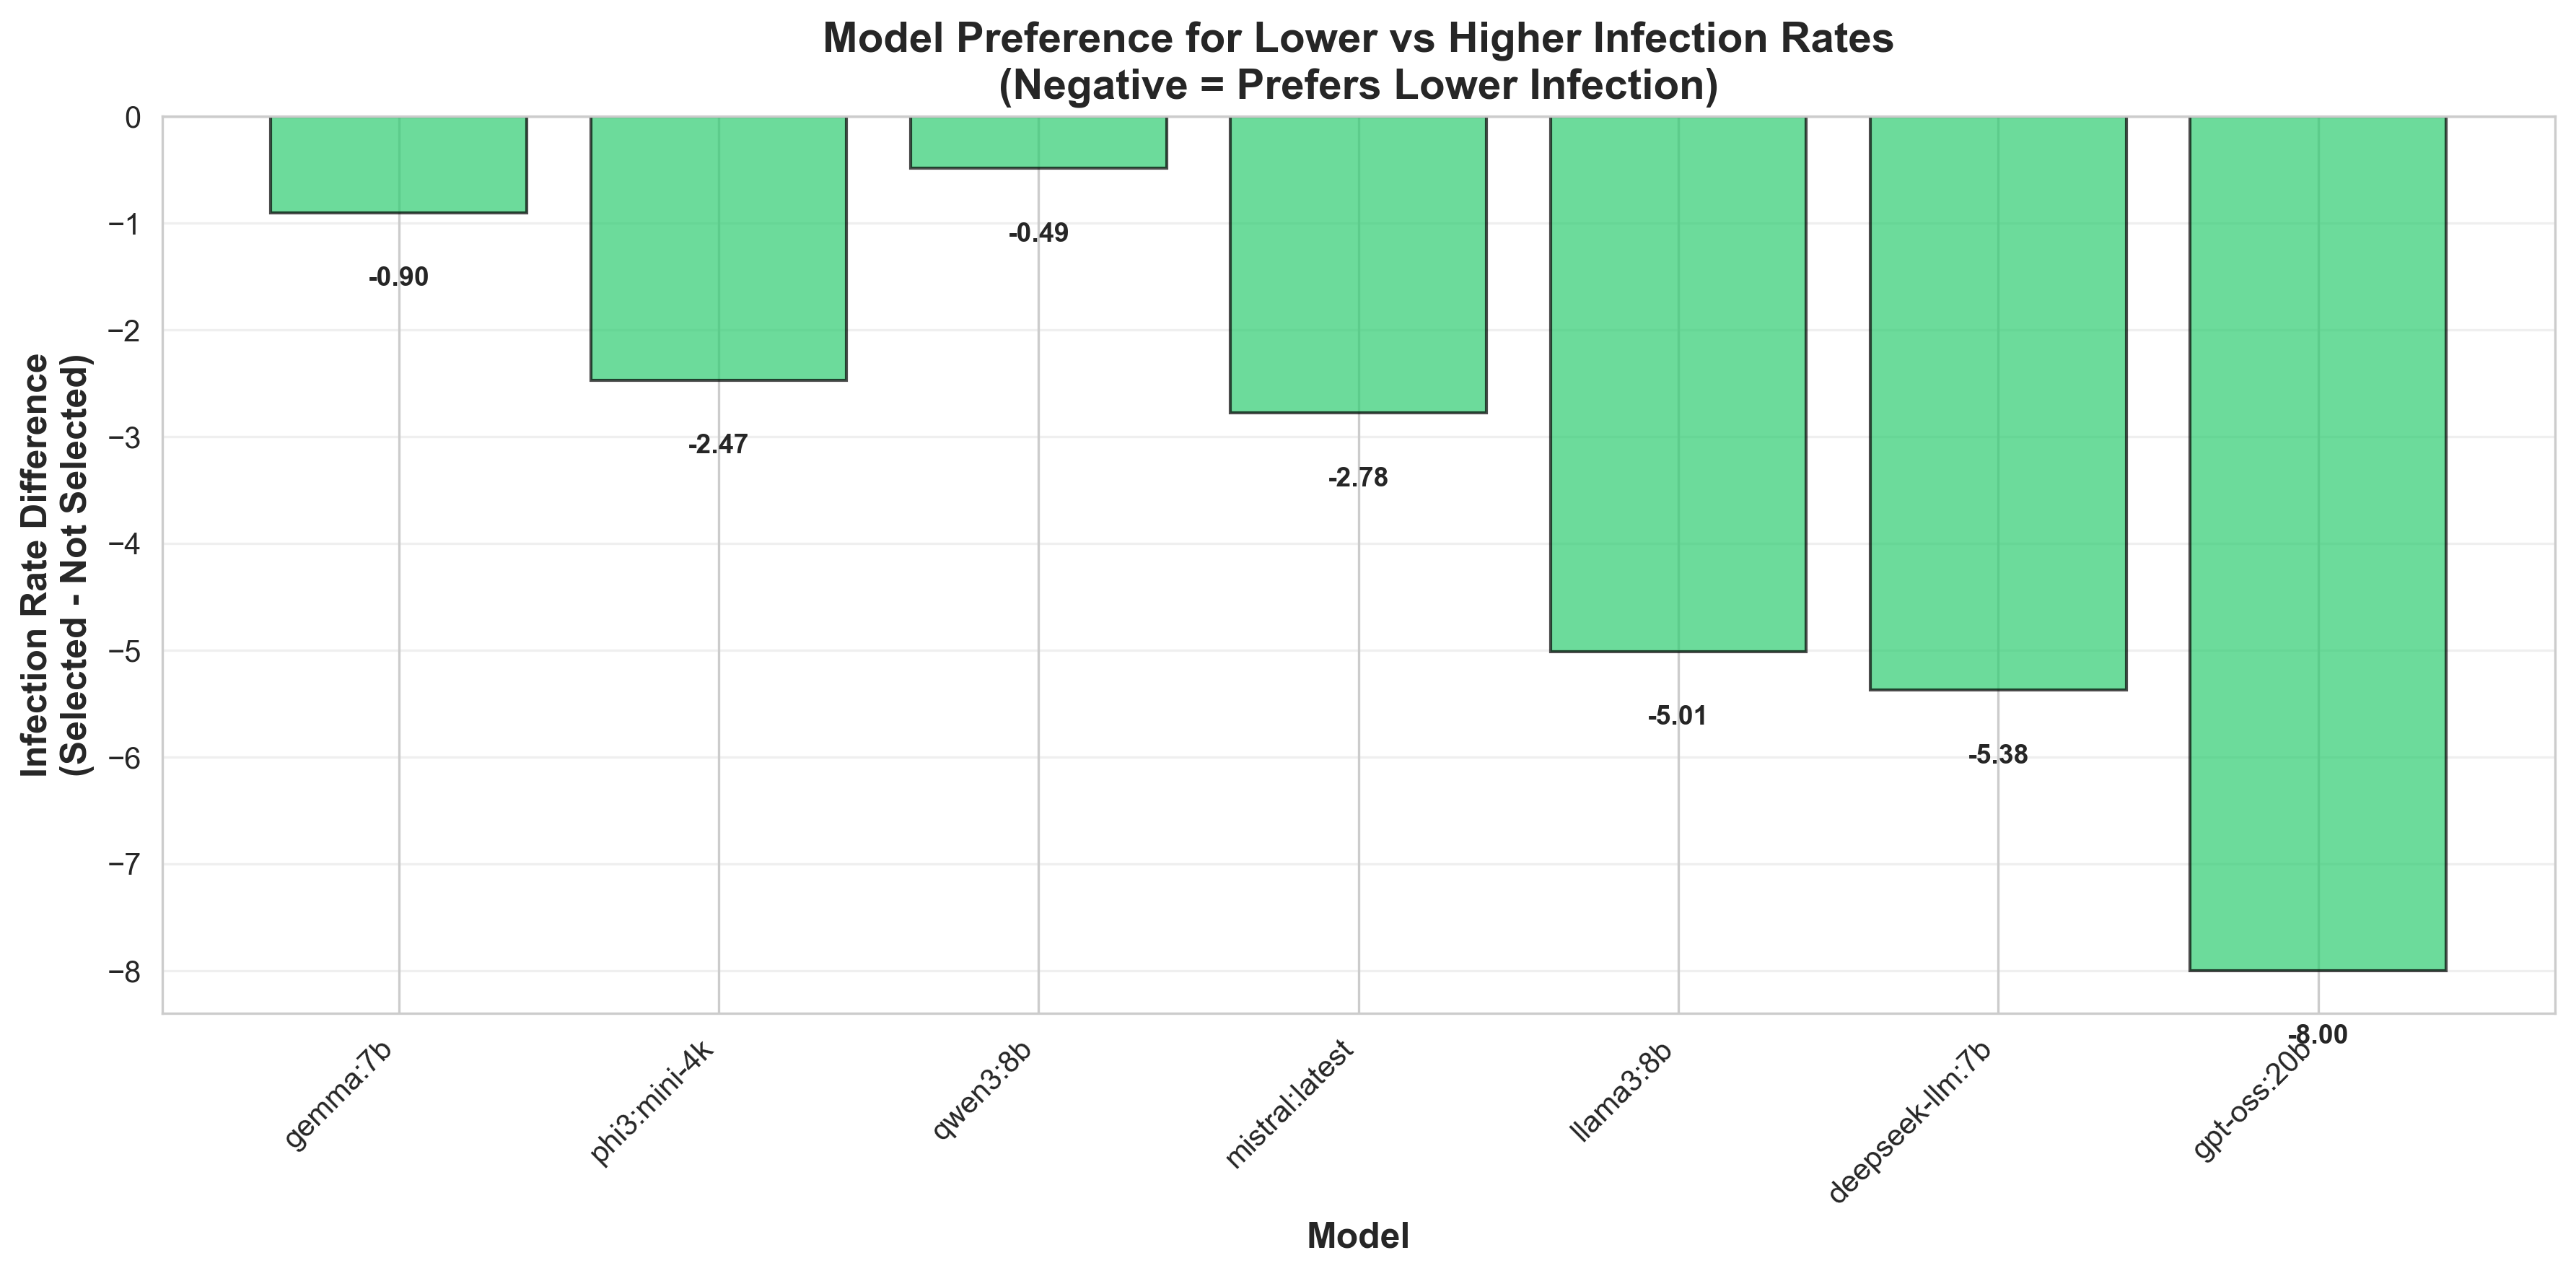 Model Preference for Lower vs Higher Infection Rates
(Negative = Prefers Lower Infection)
Infection Rate Difference
(Selected - Not Selected)
0
−1
−2
−3
−4
−5
−6
−7
−8
-0.90
-2.47
-0.49
-2.78
-5.01
-5.38
-8.00
gemma:7b
phi3:mini-4k
qwen3:8b
mistral:latest
llama3:8b
deepseek-llm:7b
gpt-oss:20b
Model